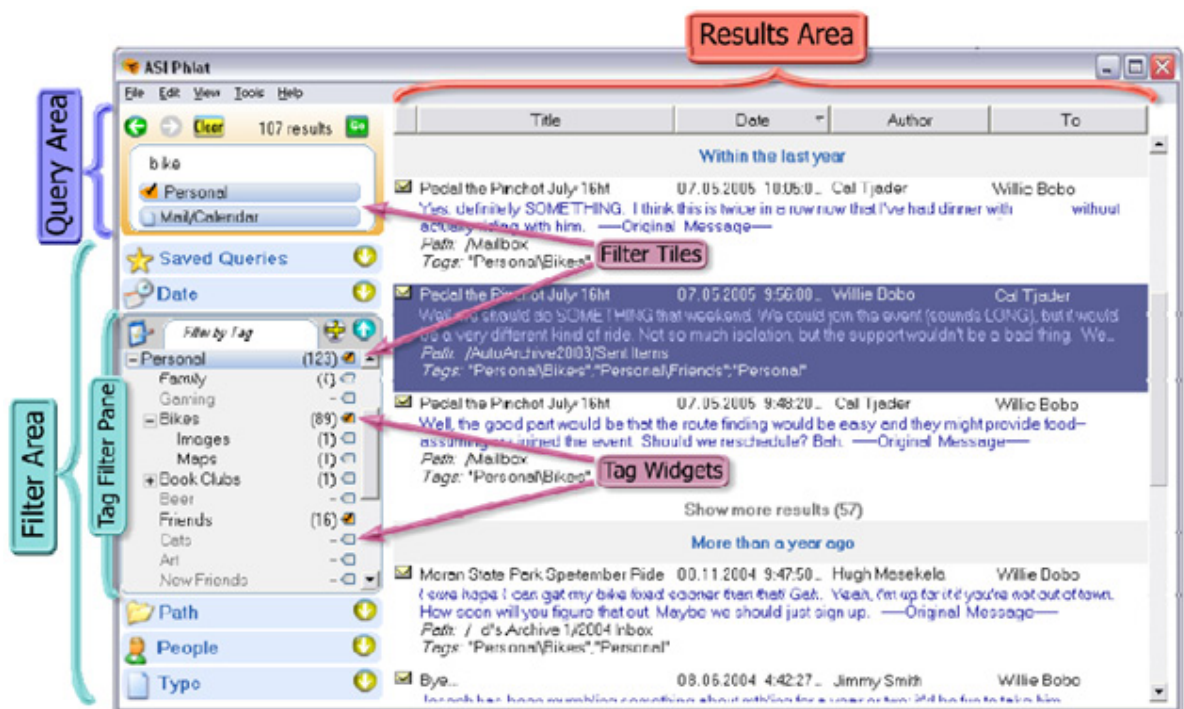 Results Area
ASI Phlat
File Edit View Tools Help
Query Area
Clear 107 results Go
bike
Personal
Mail/Calendar
Filter Area
Saved Queries
Date
Tag Filter Pane
Filter by Tag
Personal (123)
Family
Gaming -
Bikes (89)
Images (1)
Maps (1)
Book Clubs (1)
Beer -
Friends (16)
Cats -
Art -
New Friends -
Path
People
Type
Filter Tiles
Tag Widgets
Title Date Author To
Within the last year
Pedal the Pinchot July 16ht 07.05.2005 10:05:0... Cal Tjader Willie Bobo
Yes, definitely SOMETHING. I think this is twice in a row now that I've had dinner with without
actually riding with him. —Original Message—
Path: /Mailbox
Tags: "Personal\Bikes"
Pedal the Pinchot July 16ht 07.05.2005 9:56:00... Willie Bobo Cal Tjader
Well, we should do SOMETHING that weekend. We could join the event (sounds LONG), but it would
be a very different kind of ride. Not so much isolation, but the support wouldn't be a bad thing. We...
Path: /AutoArchive2003/Sent Items
Tags: "Personal\Bikes","Personal\Friends","Personal"
Pedal the Pinchot July 16ht 07.05.2005 9:48:20... Cal Tjader Willie Bobo
Well, the good part would be that the route finding would be easy and they might provide food–
assuming we joined the event. Should we reschedule? Bah. —Original Message—
Path: /Mailbox
Tags: "Personal\Bikes"
Show more results (57)
More than a year ago
Moran State Park Spetember Ride 00.11.2004 9:47:50... Hugh Masekela Willie Bobo
I sure hope I can get my bike fixed sooner than that! Gah. Yeah, I'm up for it if you're not out of town.
How soon will you figure that out. Maybe we should just sign up. —Original Message—
Path: / d's Archive 1/2004 Inbox
Tags: "Personal\Bikes","Personal"
Bye... 08.06.2004 4:42:27... Jimmy Smith Willie Bobo
Joseph has been mumbling something about